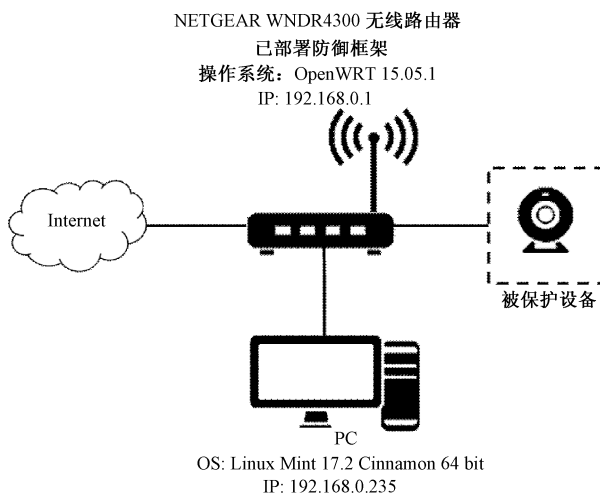 NETGEAR WNDR4300 无线路由器
已部署防御框架
操作系统：OpenWRT 15.05.1
IP: 192.168.0.1
Internet
被保护设备
PC
OS: Linux Mint 17.2 Cinnamon 64 bit
IP: 192.168.0.235